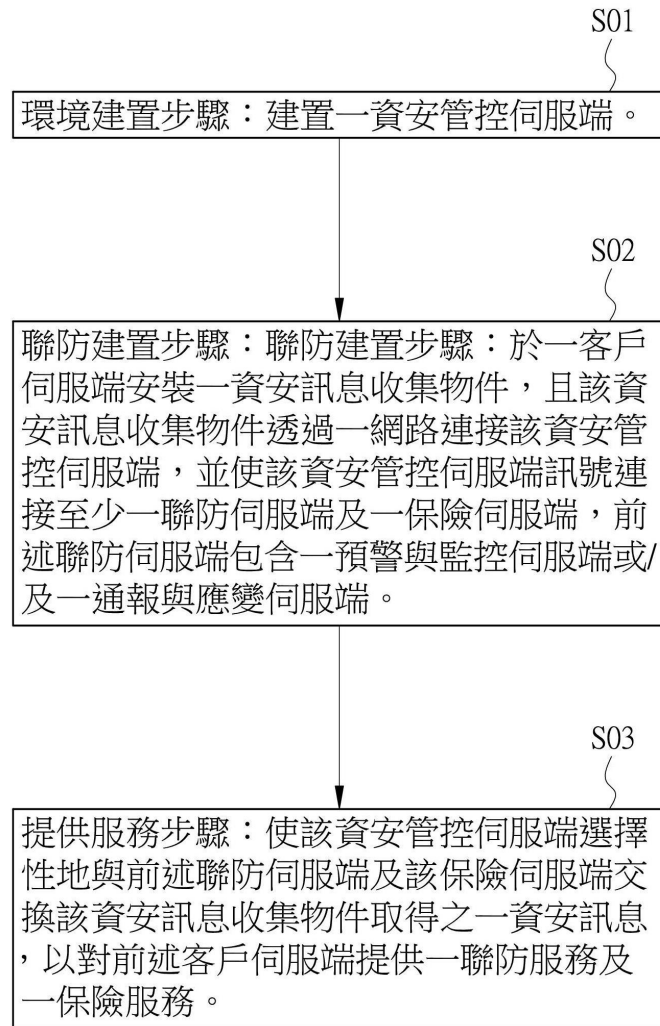 S01
環境建置步驟：建置一資安管控伺服端。
S02
聯防建置步驟：聯防建置步驟：於一客戶
伺服端安裝一資安訊息收集物件，且該資
安訊息收集物件透過一網路連接該資安管
控伺服端，並使該資安管控伺服端訊號連
接至少一聯防伺服端及一保險伺服端，前
述聯防伺服端包含一預警與監控伺服端或/
及一通報與應變伺服端。
S03
提供服務步驟：使該資安管控伺服端選擇
性地與前述聯防伺服端及該保險伺服端交
換該資安訊息收集物件取得之一資安訊息
，以對前述客戶伺服端提供一聯防服務及
一保險服務。